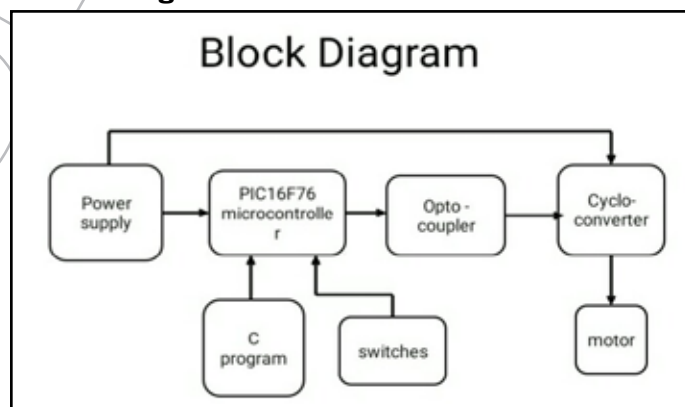 Block Diagram
Power
supply
PIC16F76
microcontrolle
r
Opto -
coupler
Cyclo-
converter
C
program
switches
motor